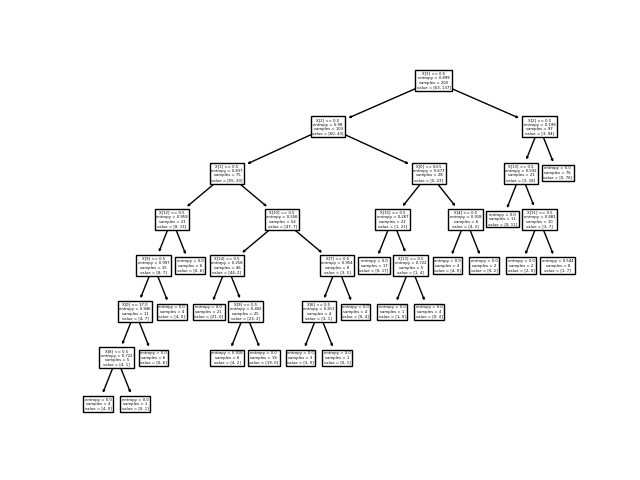 X[3] <= 0.5
entropy = 0.899
samples = 200
value = [63, 137]
X[2] <= 0.5
entropy = 0.98
samples = 103
value = [60, 43]
X[2] <= 0.5
entropy = 0.199
samples = 97
value = [3, 94]
X[1] <= 0.5
entropy = 0.837
samples = 75
value = [55, 20]
X[0] <= 63.5
entropy = 0.677
samples = 28
value = [5, 23]
X[13] <= 0.5
entropy = 0.592
samples = 21
value = [3, 18]
entropy = 0.0
samples = 76
value = [0, 76]
X[12] <= 0.5
entropy = 0.959
samples = 21
value = [8, 13]
X[10] <= 0.5
entropy = 0.556
samples = 54
value = [47, 7]
X[15] <= 0.5
entropy = 0.267
samples = 22
value = [1, 21]
X[4] <= 0.5
entropy = 0.918
samples = 6
value = [4, 2]
entropy = 0.0
samples = 11
value = [0, 11]
X[11] <= 0.5
entropy = 0.881
samples = 10
value = [3, 7]
X[9] <= 0.5
entropy = 0.997
samples = 15
value = [8, 7]
entropy = 0.0
samples = 6
value = [0, 6]
X[14] <= 0.5
entropy = 0.258
samples = 46
value = [44, 2]
X[7] <= 0.5
entropy = 0.954
samples = 8
value = [3, 5]
entropy = 0.0
samples = 17
value = [0, 17]
X[13] <= 0.5
entropy = 0.722
samples = 5
value = [1, 4]
entropy = 0.0
samples = 4
value = [4, 0]
entropy = 0.0
samples = 2
value = [0, 2]
entropy = 0.0
samples = 2
value = [2, 0]
entropy = 0.544
samples = 8
value = [1, 7]
X[0] <= 37.5
entropy = 0.946
samples = 11
value = [4, 7]
entropy = 0.0
samples = 4
value = [4, 0]
entropy = 0.0
samples = 21
value = [21, 0]
X[9] <= 0.5
entropy = 0.402
samples = 25
value = [23, 2]
X[6] <= 0.5
entropy = 0.811
samples = 4
value = [3, 1]
entropy = 0.0
samples = 4
value = [0, 4]
entropy = 0.0
samples = 1
value = [1, 0]
entropy = 0.0
samples = 4
value = [0, 4]
X[8] <= 0.5
entropy = 0.722
samples = 5
value = [4, 1]
entropy = 0.0
samples = 6
value = [0, 6]
entropy = 0.918
samples = 6
value = [4, 2]
entropy = 0.0
samples = 19
value = [19, 0]
entropy = 0.0
samples = 3
value = [3, 0]
entropy = 0.0
samples = 1
value = [0, 1]
entropy = 0.0
samples = 4
value = [4, 0]
entropy = 0.0
samples = 1
value = [0, 1]